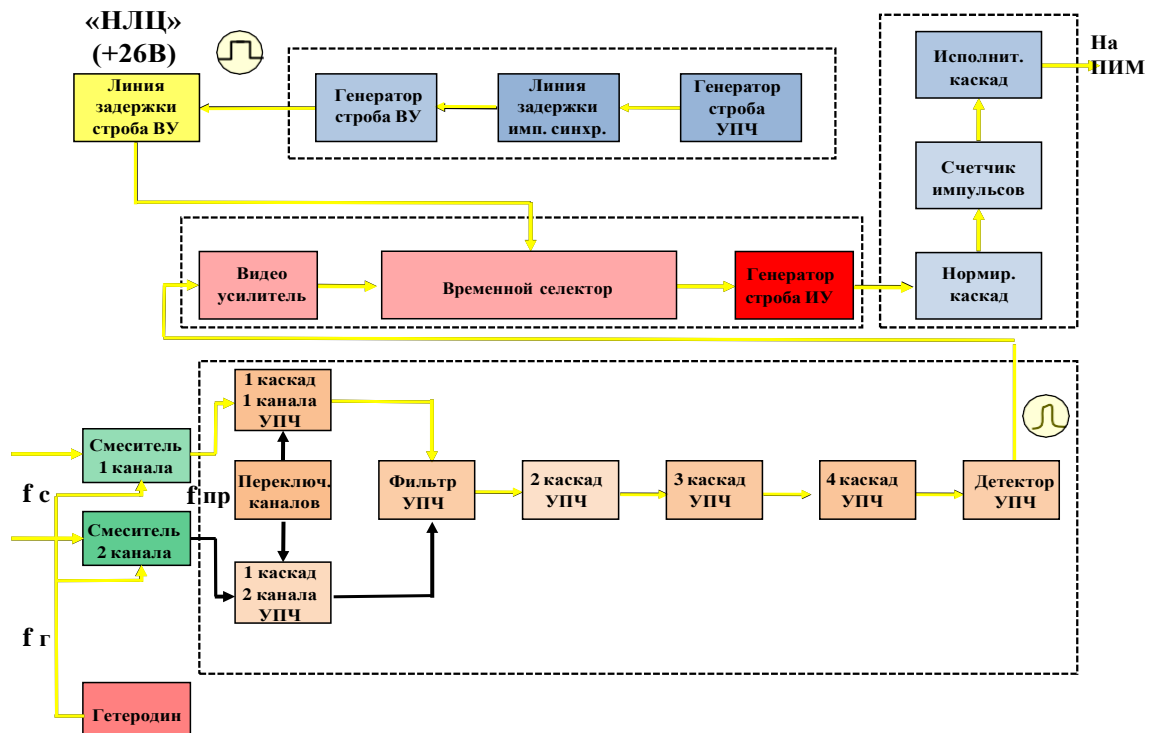 «НЛЦ»
(+26В)
Линия
задержки
строба ВУ
Генератор
строба ВУ
Линия
задержки
имп. синхр.
Генератор
строба
УПЧ
Исполнит.
каскад
На
ПИМ
Счетчик
импульсов
Нормир.
каскад
Видео
усилитель
Временной селектор
Генератор
строба ИУ
1 каскад
1 канала
УПЧ
Смеситель
1 канала
f с
f пр
Переключ.
каналов
Фильтр
УПЧ
2 каскад
УПЧ
3 каскад
УПЧ
4 каскад
УПЧ
Детектор
УПЧ
Смеситель
2 канала
1 каскад
2 канала
УПЧ
f г
Гетеродин